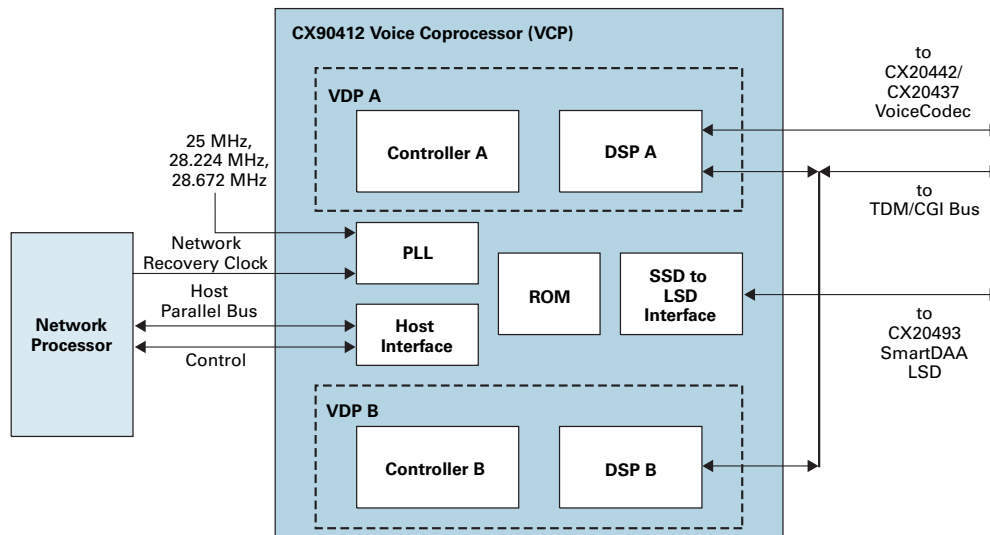 CX90412 Voice Coprocessor (VCP)
VDP A
Controller A
DSP A
to
CX20442/
CX20437
VoiceCodec
25 MHz,
28.224 MHz,
28.672 MHz
to
TDM/CGI Bus
Network
Recovery Clock
PLL
ROM
SSD to
LSD
Interface
Host
Parallel Bus
Network
Processor
Host
Interface
Control
to
CX20493
SmartDAA
LSD
VDP B
Controller B
DSP B